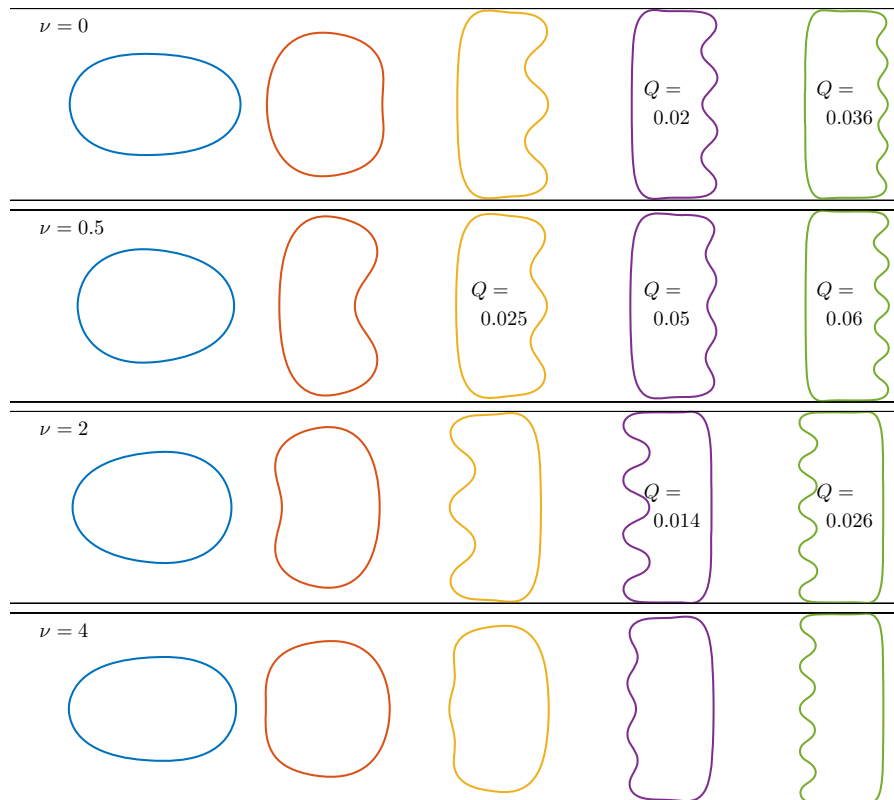 ν = 0
Q =
0.02
Q =
0.036
ν = 0.5
Q =
0.025
Q =
0.05
Q =
0.06
ν = 2
Q =
0.014
Q =
0.026
ν = 4